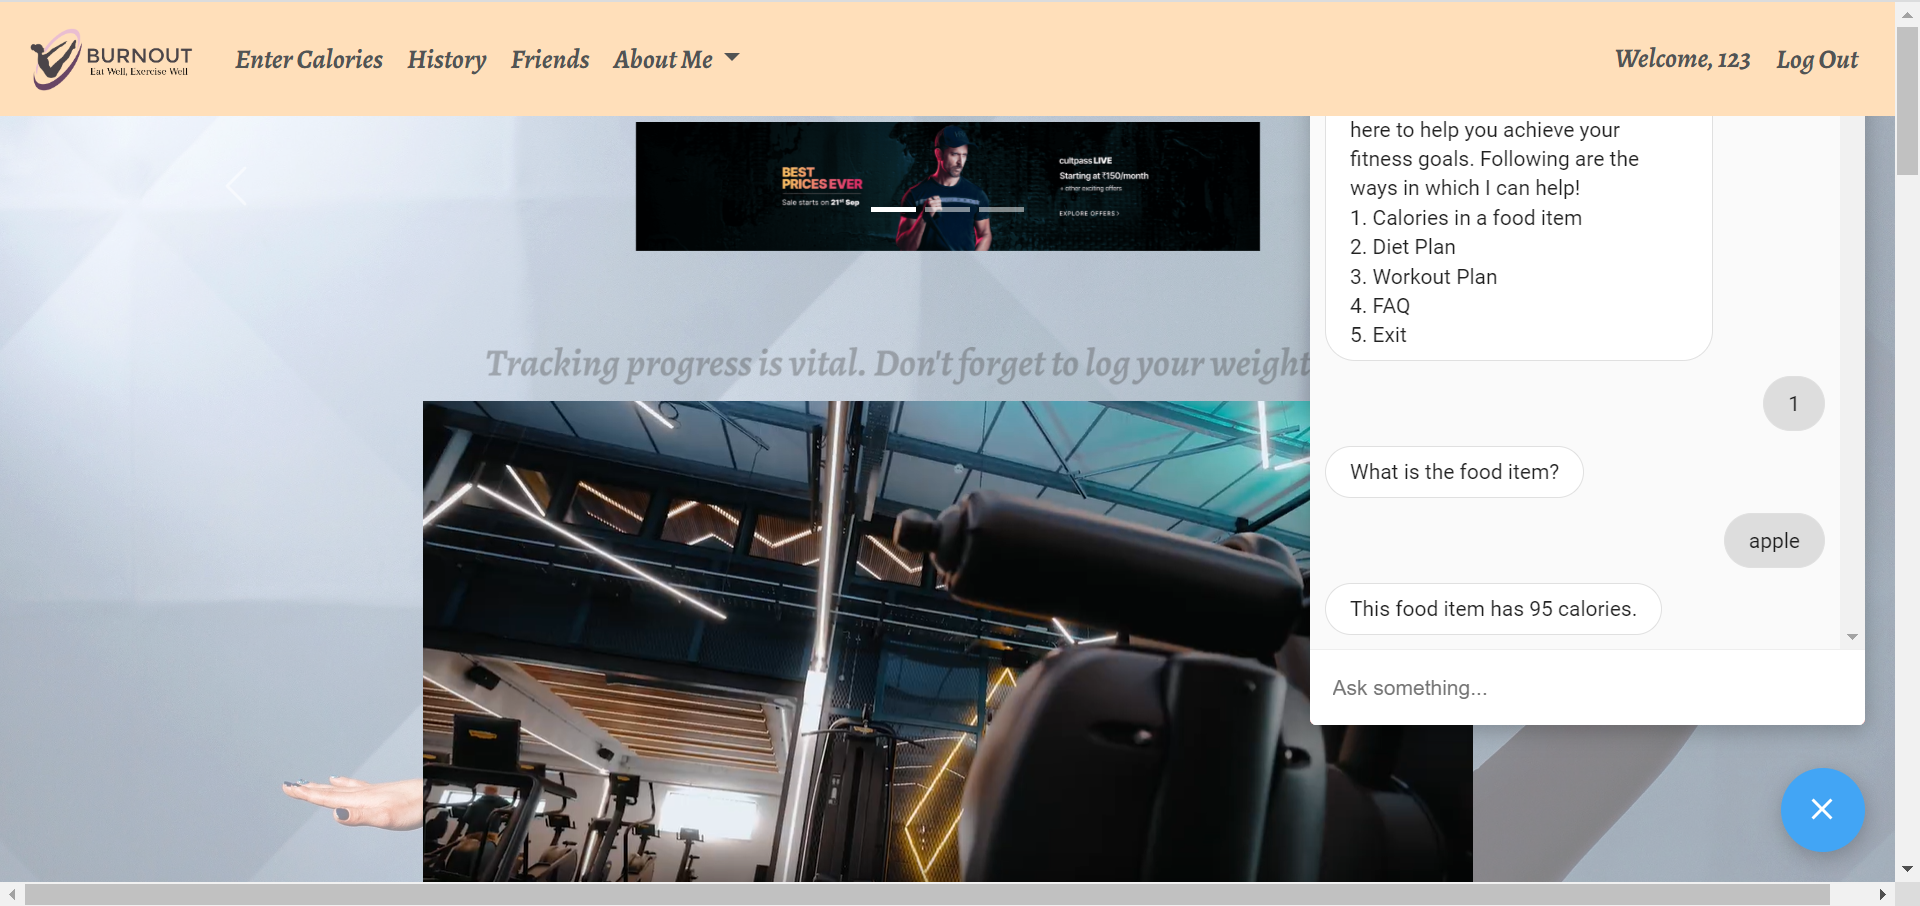 BURNOUT
Eat Well, Exercise Well
Enter Calories
History
Friends
About Me
Welcome, 123
Log Out
BEST
PRICES EVER
Sale starts on 21st Sep
cultpass LIVE
Starting at ₹150/month
+ other exciting offers
EXPLORE OFFERS
Tracking progress is vital. Don't forget to log your weight
here to help you achieve your
fitness goals. Following are the
ways in which I can help!
1. Calories in a food item
2. Diet Plan
3. Workout Plan
4. FAQ
5. Exit
1
What is the food item?
apple
This food item has 95 calories.
Ask something...